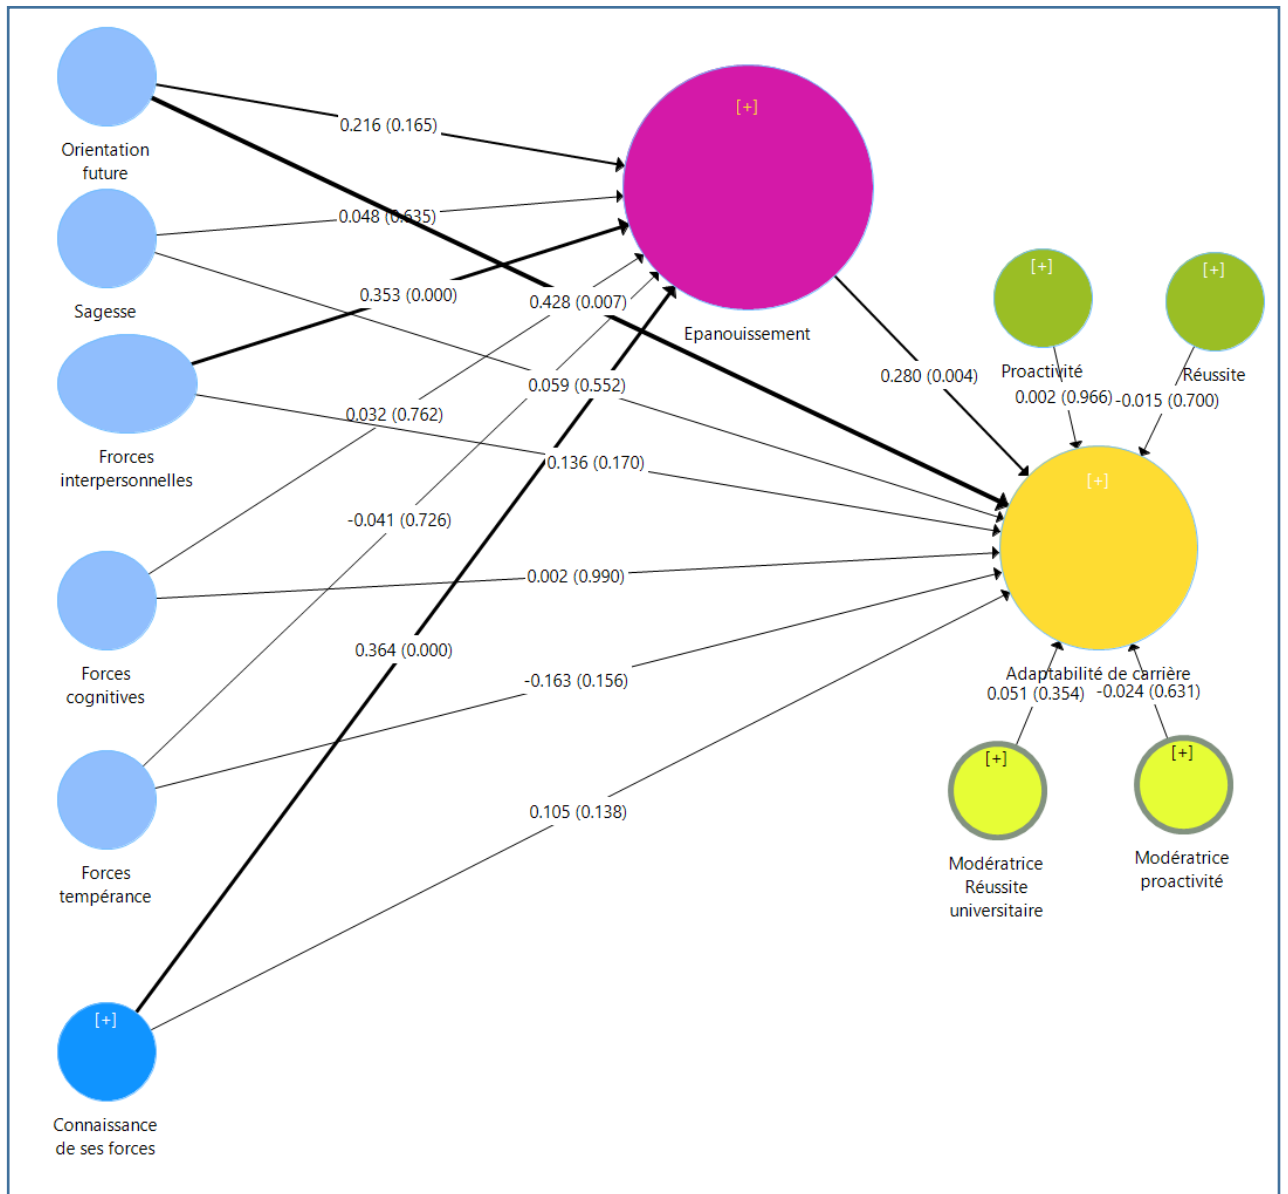 [+]
0.216 (0.165)
Orientation
future
0.048 (0.635)
[+]
[+]
Sagesse
0.353 (0.000)
0.428 (0.007)
Epanouissement
Proactivité
Réussite
0.280 (0.004)
0.059 (0.552)
0.002 (0.966)
-0.015 (0.700)
0.032 (0.762)
Frorces
interpersonnelles
0.136 (0.170)
[+]
-0.041 (0.726)
0.002 (0.990)
0.364 (0.000)
Forces
cognitives
-0.163 (0.156)
Adaptabilité de carrière
0.051 (0.354)
-0.024 (0.631)
[+]
[+]
0.105 (0.138)
Forces
tempérance
Modératrice
Réussite
universitaire
Modératrice
proactivité
[+]
Connaissance
de ses forces